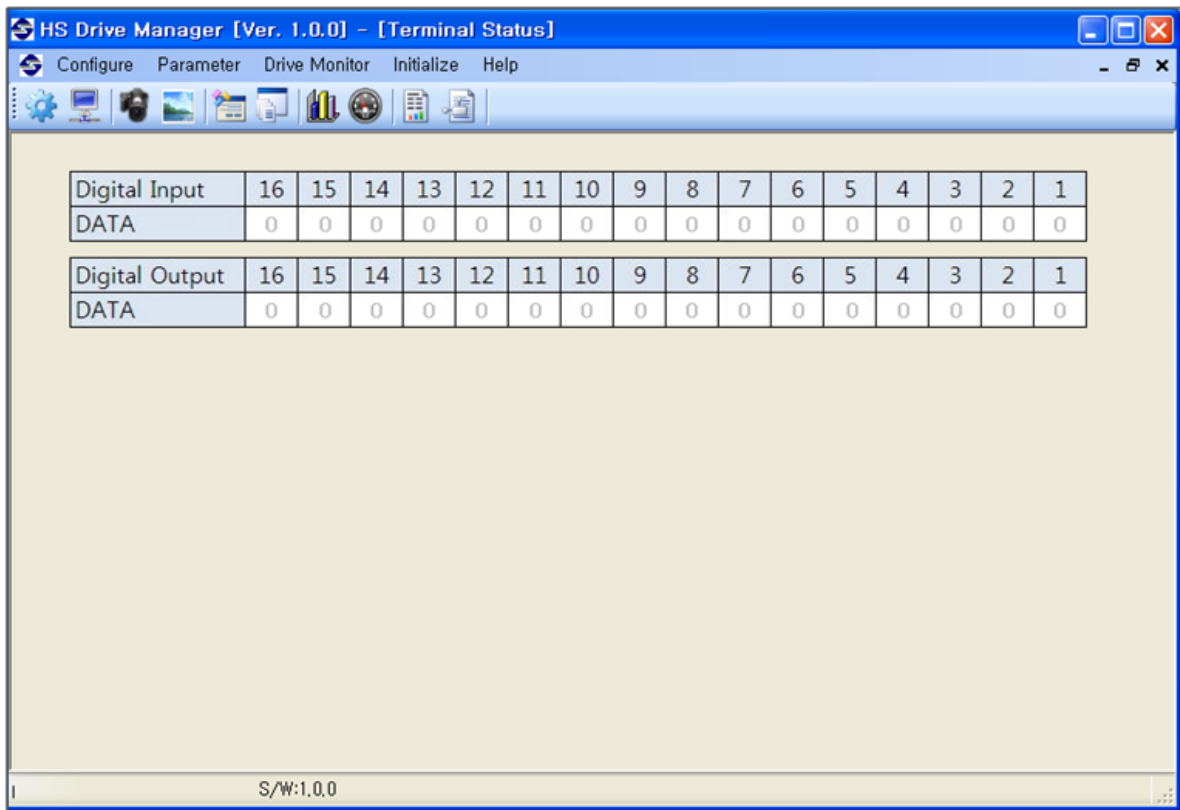 HS Drive Manager [Ver. 1.0.0] - [Terminal Status]
Configure Parameter Drive Monitor Initialize Help
Digital Input 16 15 14 13 12 11 10 9 8 7 6 5 4 3 2 1
DATA 0 0 0 0 0 0 0 0 0 0 0 0 0 0 0 0
Digital Output 16 15 14 13 12 11 10 9 8 7 6 5 4 3 2 1
DATA 0 0 0 0 0 0 0 0 0 0 0 0 0 0 0 0
S/W:1.0.0